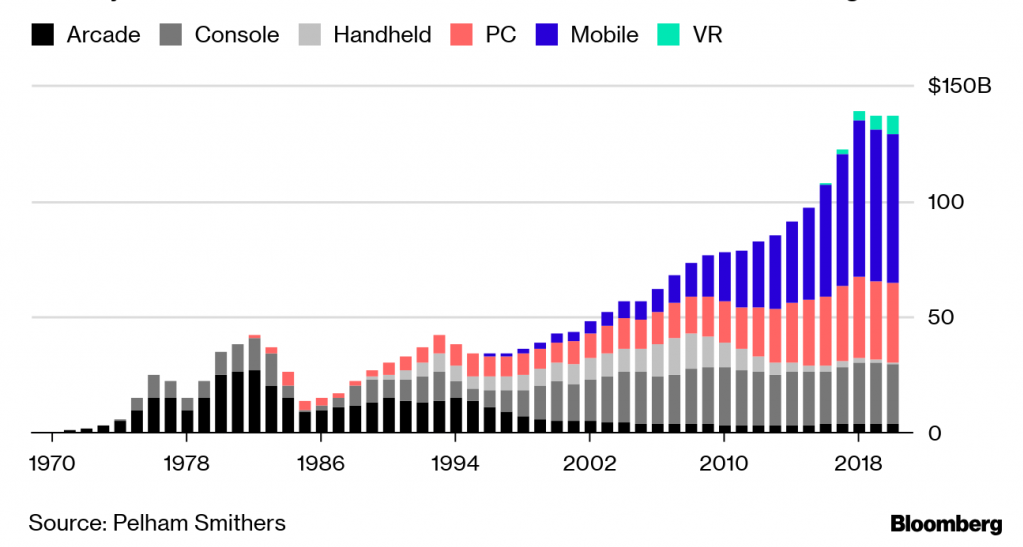 Arcade Console Handheld PC Mobile VR
$150B
100
50
0
1970 1978 1986 1994 2002 2010 2018
Source: Pelham Smithers
Bloomberg